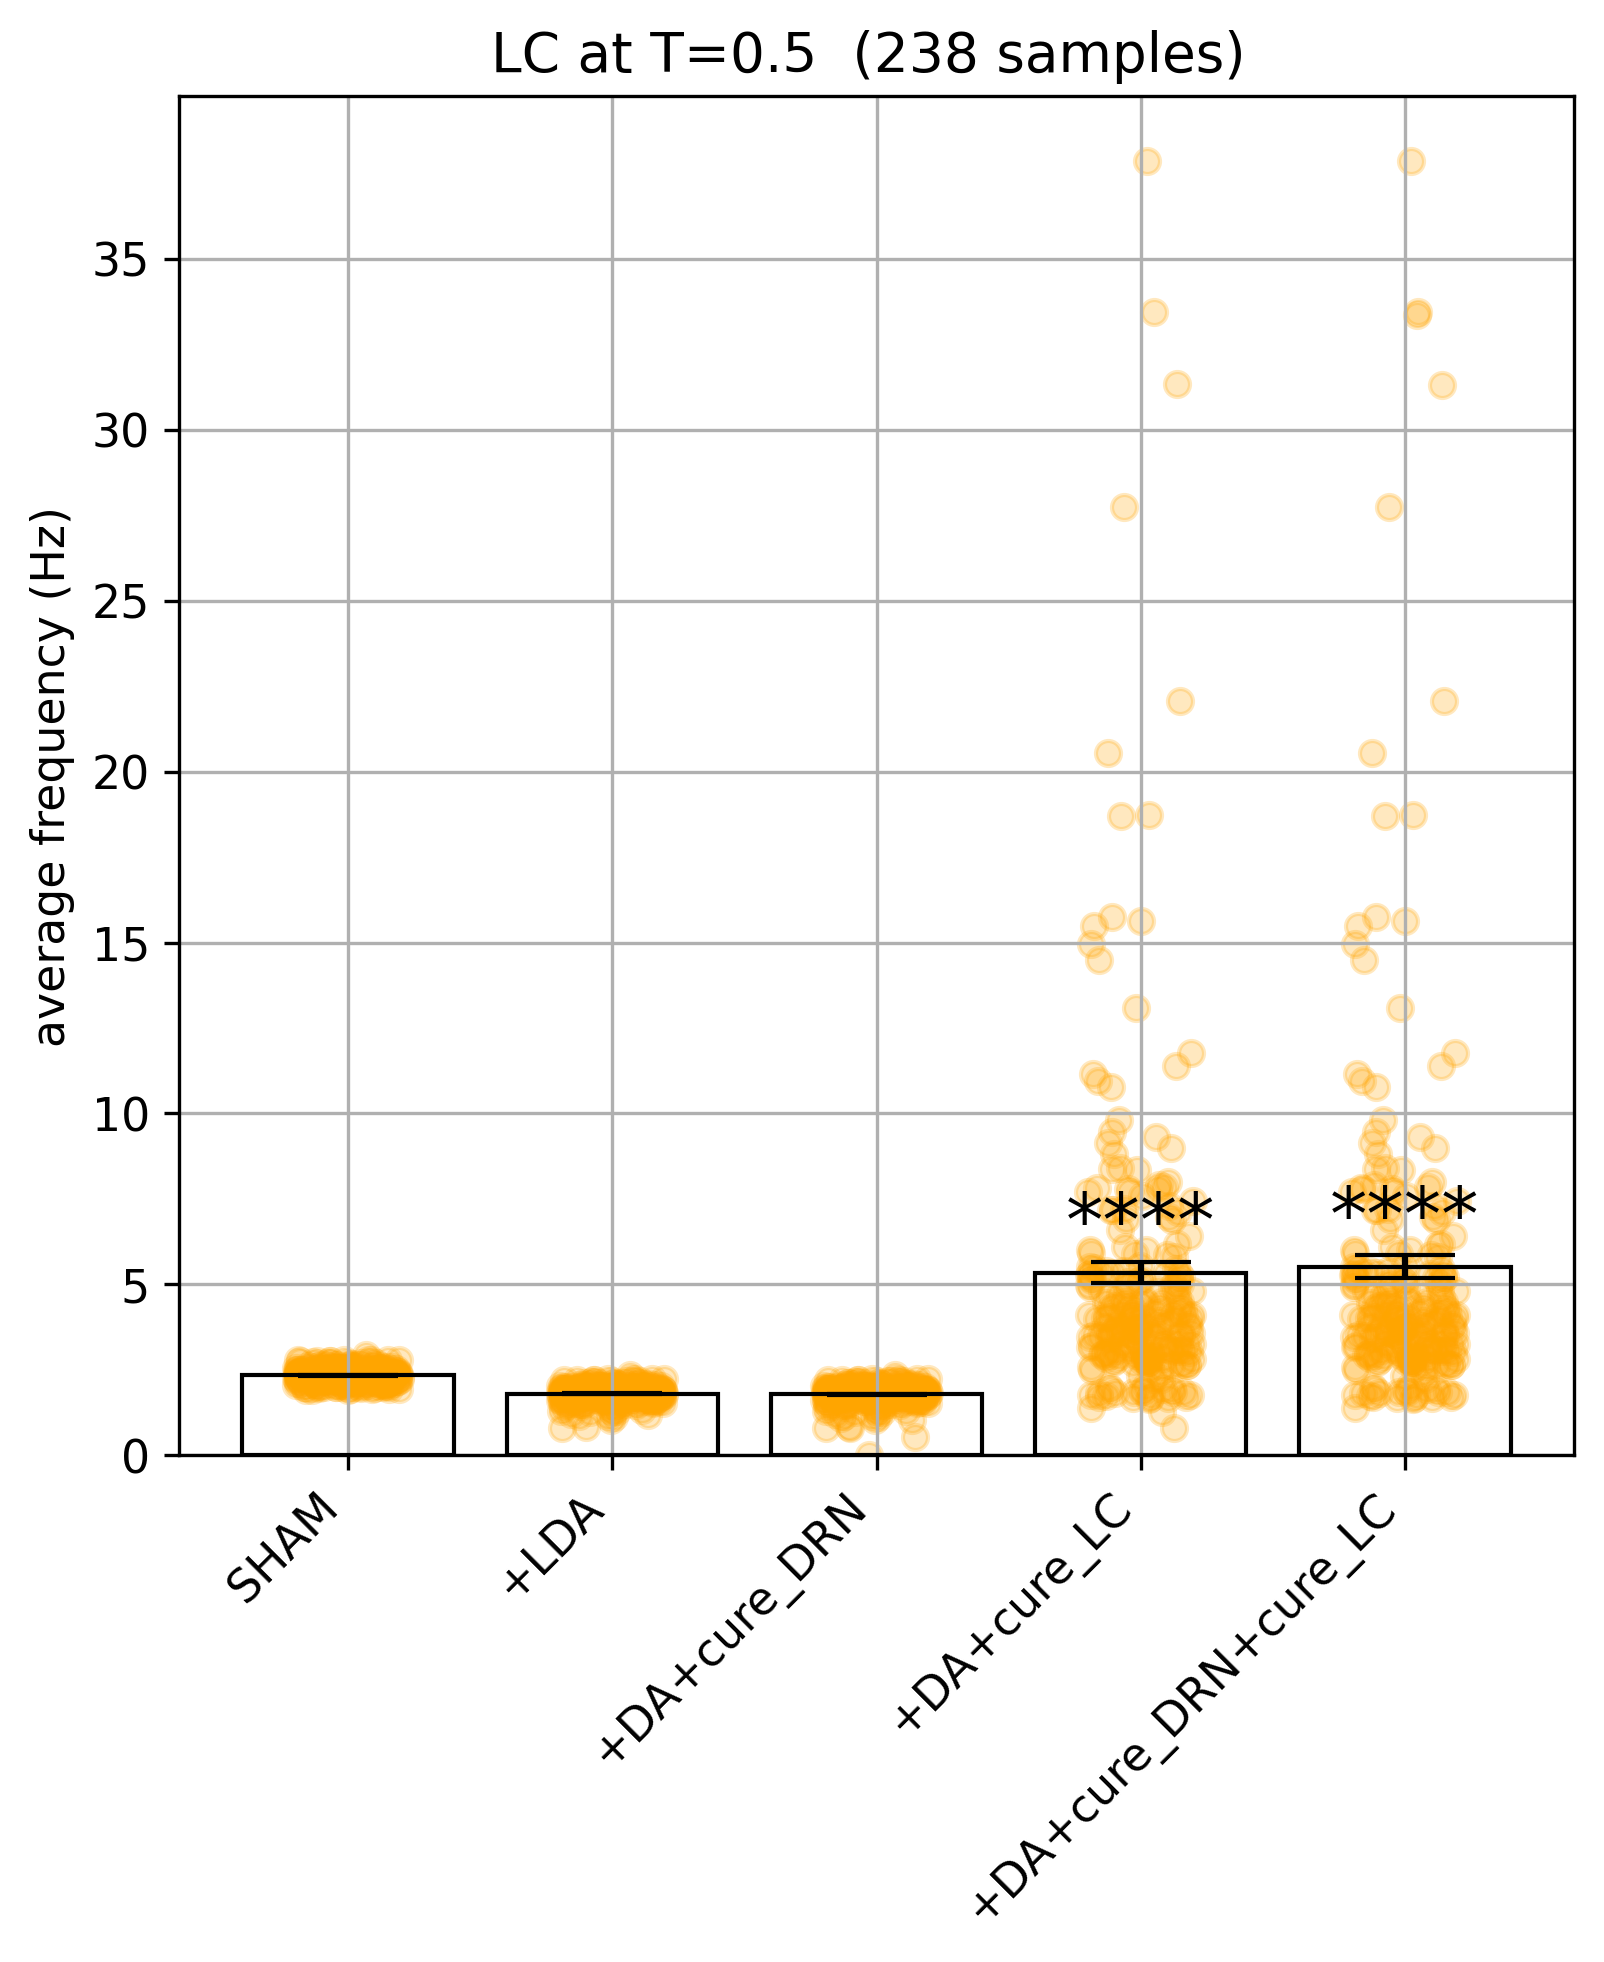 LC at T=0.5  (238 samples)
average frequency (Hz)
35
30
25
20
15
10
5
0
****
****
SHAM
+LDA
+DA+cure_DRN
+DA+cure_LC
+DA+cure_DRN+cure_LC